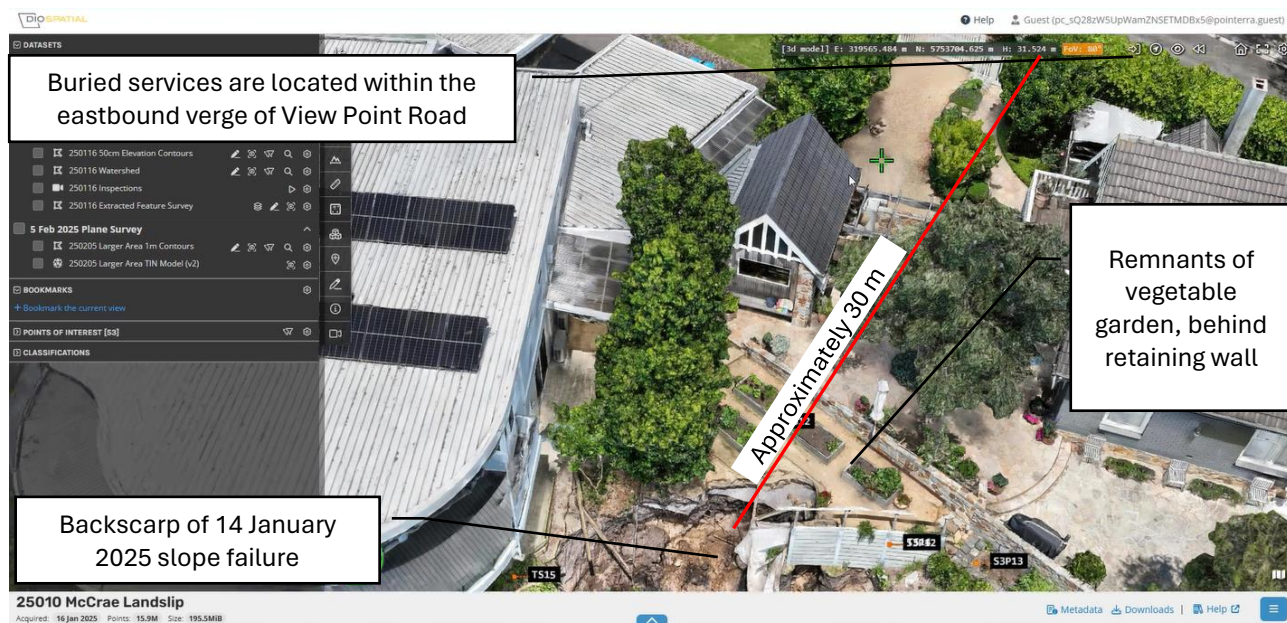 DIOSPATIAL
Help
Guest (pc_sQ28zW5UpWamZNSETMDBx5@pointerra.guest)
DATASETS
[3d model] E: 319565.484 m N: 5753704.625 m H: 31.524 m FoV: 80°
Buried services are located within the
eastbound verge of View Point Road
250116 50cm Elevation Contours
250116 Watershed
250116 Inspections
250116 Extracted Feature Survey
5 Feb 2025 Plane Survey
250205 Larger Area 1m Contours
250205 Larger Area TIN Model (v2)
BOOKMARKS
+ Bookmark the current view
POINTS OF INTEREST [53]
CLASSIFICATIONS
Approximately 30 m
Remnants of
vegetable
garden, behind
retaining wall
Backscarp of 14 January
2025 slope failure
TS15
S3P13
25010 McCrae Landslip
Acquired: 16 Jan 2025 Points: 15.9M Size: 195.5MiB
Metadata
Downloads |
Help